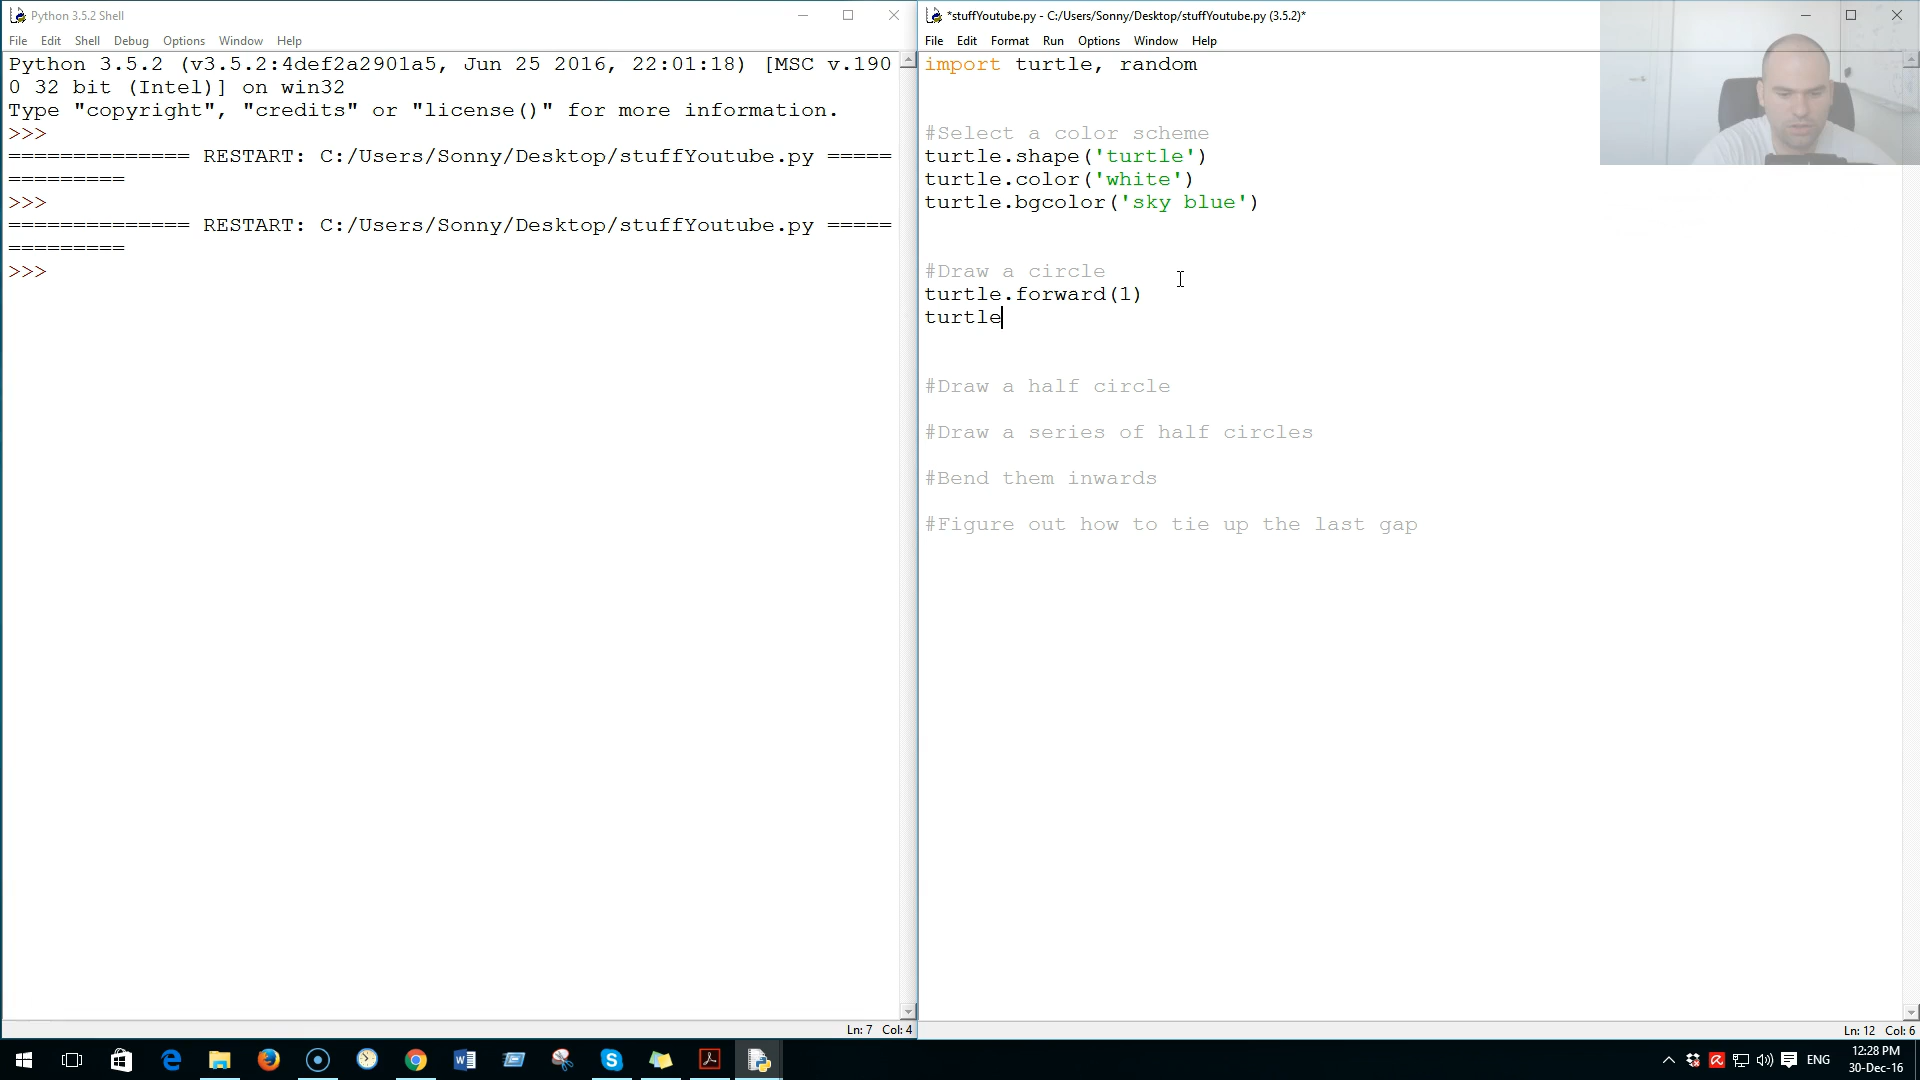 Python 3.5.2 Shell
File Edit Shell Debug Options Window Help
Python 3.5.2 (v3.5.2:4def2a2901a5, Jun 25 2016, 22:01:18) [MSC v.190
0 32 bit (Intel)] on win32
Type "copyright", "credits" or "license()" for more information.
>>>
============== RESTART: C:/Users/Sonny/Desktop/stuffYoutube.py =====
=========
>>>
============== RESTART: C:/Users/Sonny/Desktop/stuffYoutube.py =====
=========
>>>
Ln: 7 Col: 4
*stuffYoutube.py - C:/Users/Sonny/Desktop/stuffYoutube.py (3.5.2)*
File Edit Format Run Options Window Help
import turtle, random
#Select a color scheme
turtle.shape('turtle')
turtle.color('white')
turtle.bgcolor('sky blue')
#Draw a circle
turtle.forward(1)
turtle
#Draw a half circle
#Draw a series of half circles
#Bend them inwards
#Figure out how to tie up the last gap
Ln: 12 Col: 6
ENG
12:28 PM
30-Dec-16